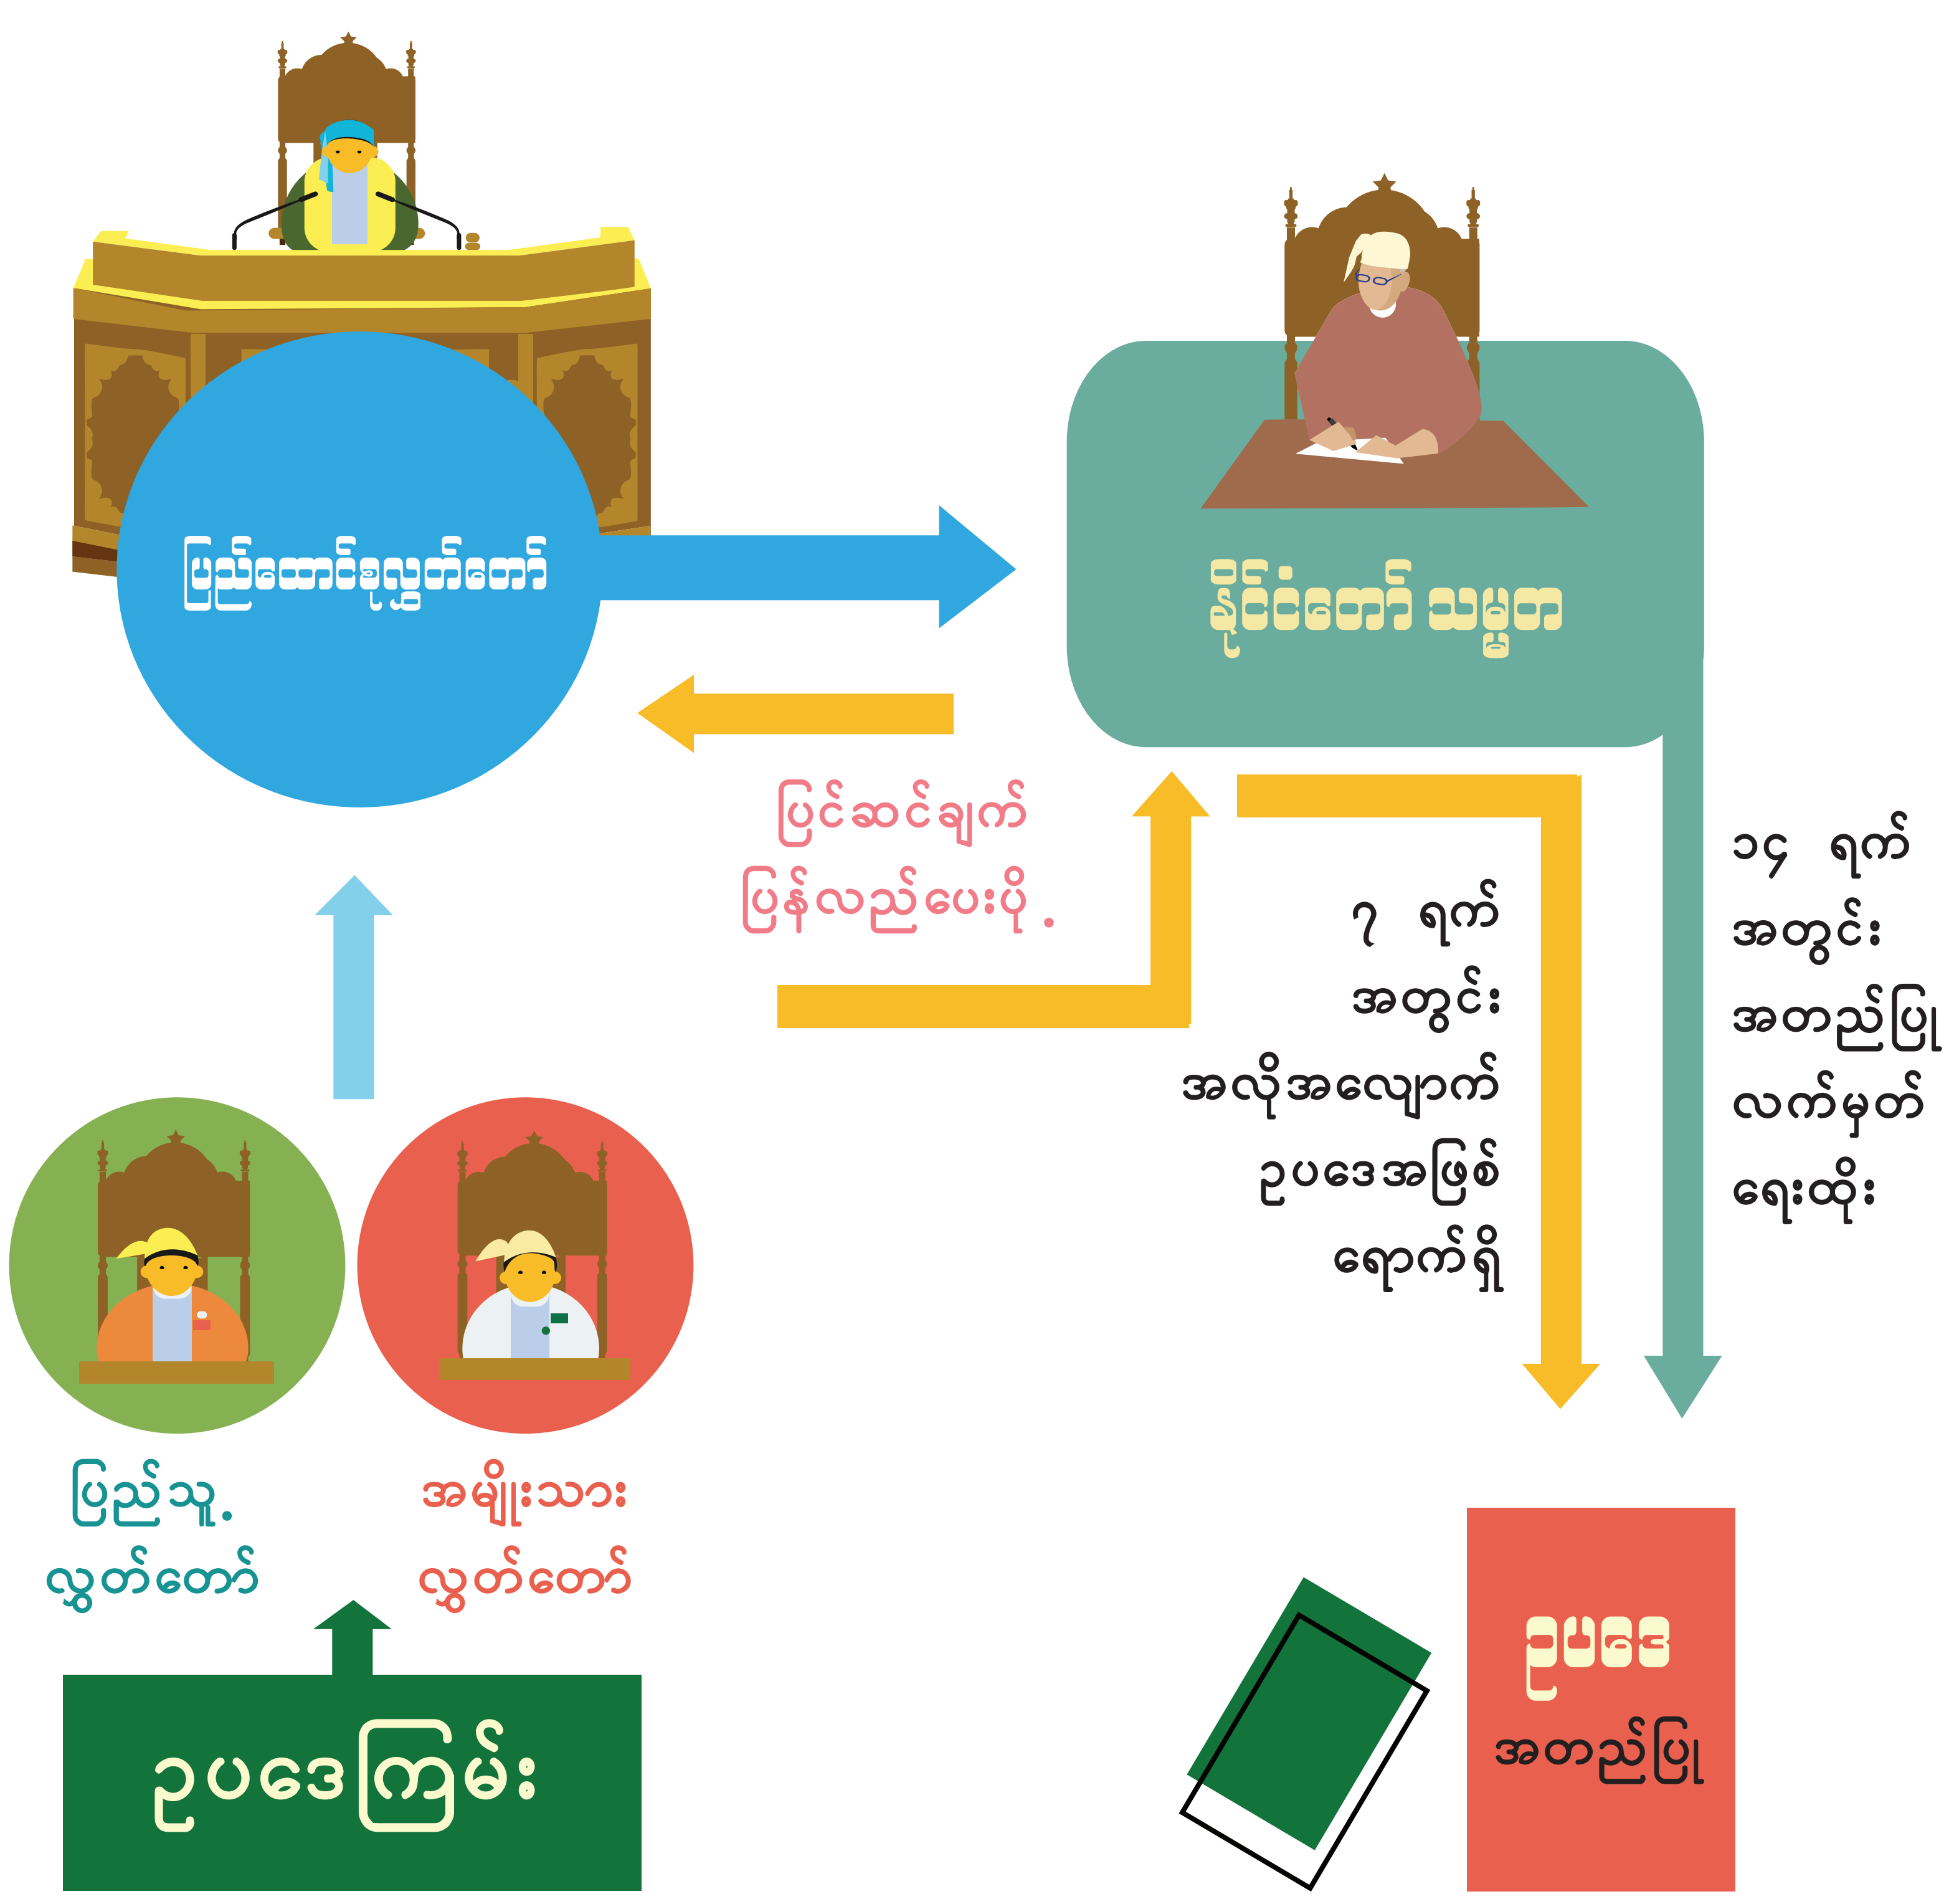 ပြည်ထောင်စုလွှတ်တော်
နိုင်ငံတော် သမ္မတ
ပြင်ဆင်ချက်
ပြန်လည်ပေးပို့
၇ ရက်
အတွင်း
အလိုအလျောက်
ဥပဒေအဖြစ်
ရောက်ရှိ
၁၄ ရက်
အတွင်း
အတည်ပြု
လက်မှတ်
ရေးထိုး
ပြည်သူ့
လွှတ်တော်
အမျိုးသား
လွှတ်တော်
ဥပဒေကြမ်း
ဥပဒေ
အတည်ပြု